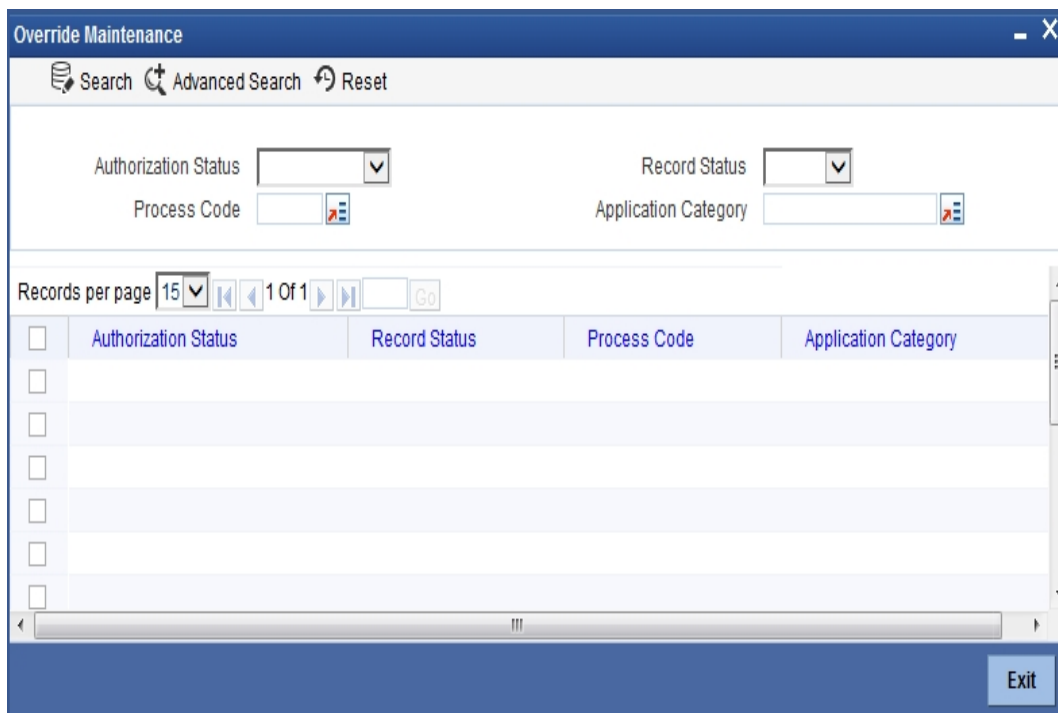 Override Maintenance
Search Advanced Search Reset
Authorization Status Record Status
Process Code Application Category
Records per page 15 1 Of 1 Go
Authorization Status Record Status Process Code Application Category
Exit